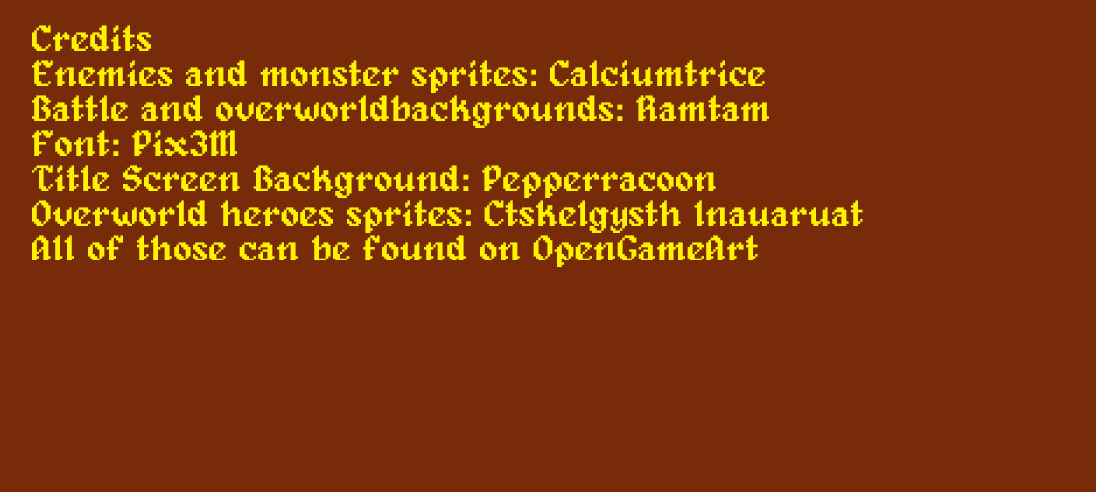 Credits
Enemies and monster sprites: Calciumtrice
Battle and overworldbackgrounds: Ramtam
Font: Pix3M
Title Screen Background: Pepperracoon
Overworld heroes sprites: Ctskelgysth Inauaruat
All of those can be found on OpenGameArt